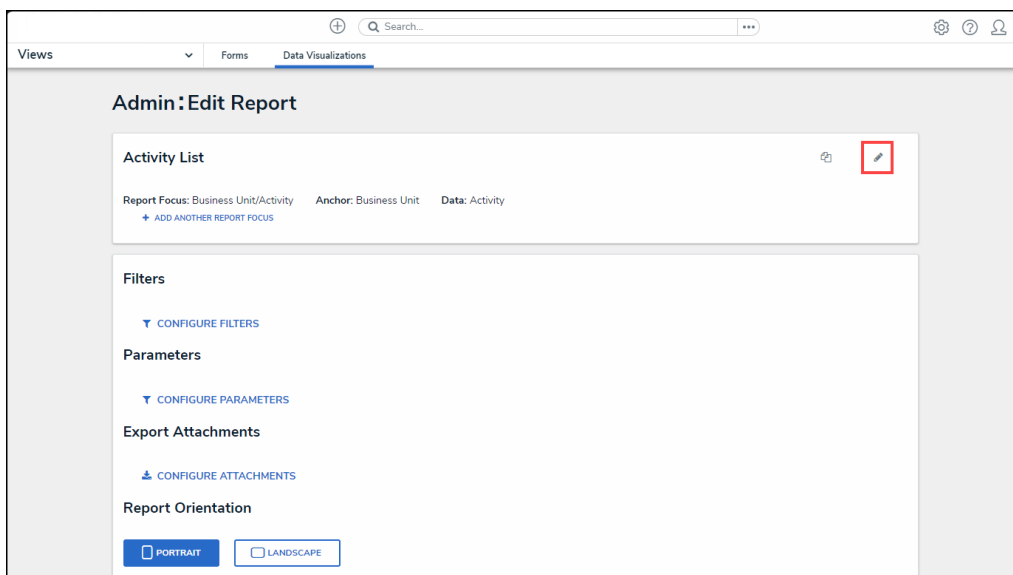 Search...
Views Forms Data Visualizations
Admin:Edit Report
Activity List
Report Focus: Business Unit/Activity Anchor: Business Unit Data: Activity
+ ADD ANOTHER REPORT FOCUS
Filters
CONFIGURE FILTERS
Parameters
CONFIGURE PARAMETERS
Export Attachments
CONFIGURE ATTACHMENTS
Report Orientation
PORTRAIT LANDSCAPE